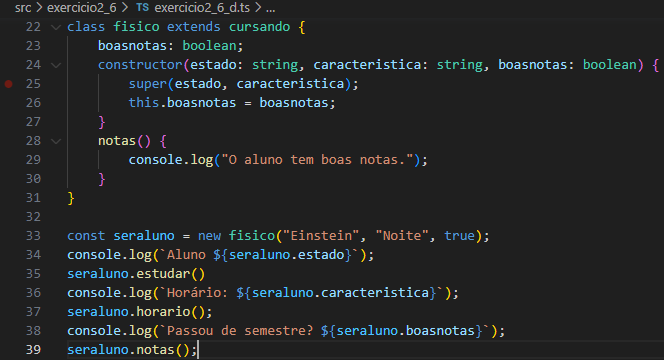 src > exercicio2_6 > TS exercicio2_6_d.ts > ...
22 class fisico extends cursando {
23 boasnotas: boolean;
24 constructor(estado: string, caracteristica: string, boasnotas: boolean) {
25 super(estado, caracteristica);
26 this.boasnotas = boasnotas;
27 }
28 notas() {
29 console.log("O aluno tem boas notas.");
30 }
31 }
32
33 const seraluno = new fisico("Einstein", "Noite", true);
34 console.log(`Aluno ${seraluno.estado}`);
35 seraluno.estudar()
36 console.log(`Horário: ${seraluno.caracteristica}`);
37 seraluno.horario();
38 console.log(`Passou de semestre? ${seraluno.boasnotas}`);
39 seraluno.notas();